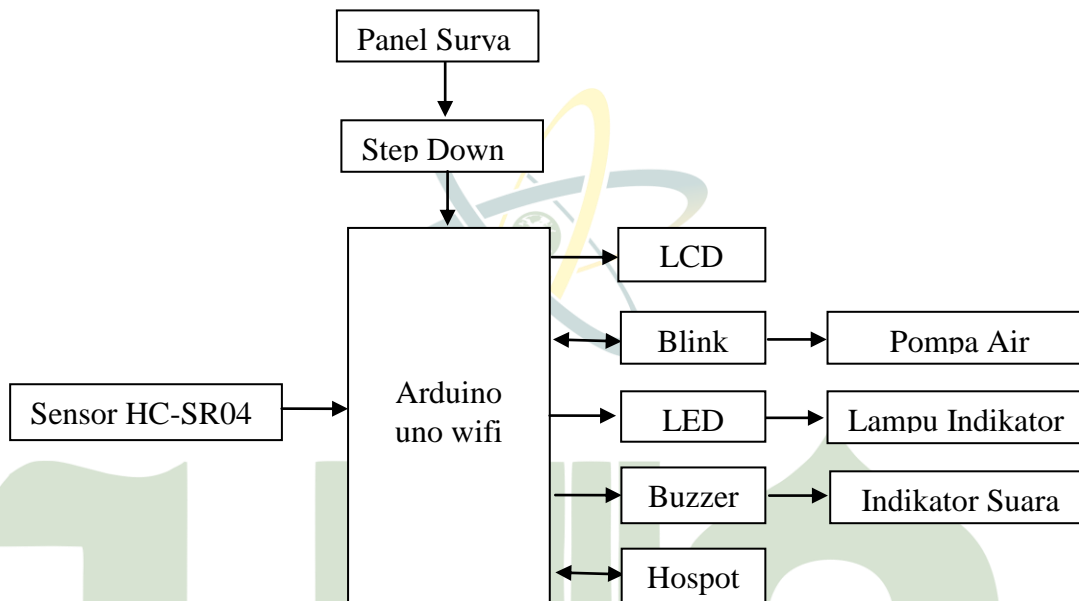 Panel Surya
Step Down
LCD
Blink
Pompa Air
Sensor HC-SR04
Arduino
uno wifi
LED
Lampu Indikator
Buzzer
Indikator Suara
Hospot